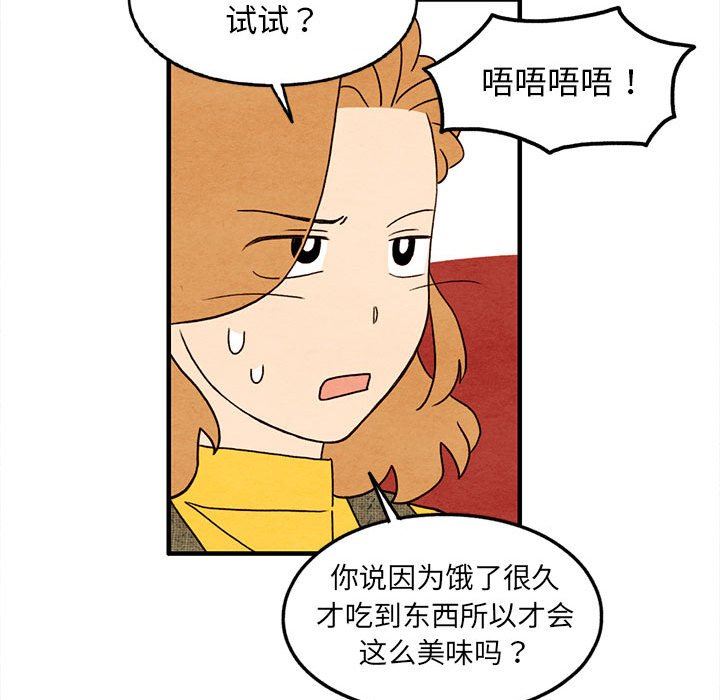 试试？
唔唔唔唔！
你说因为饿了很久
才吃到东西所以才会
这么美味吗？